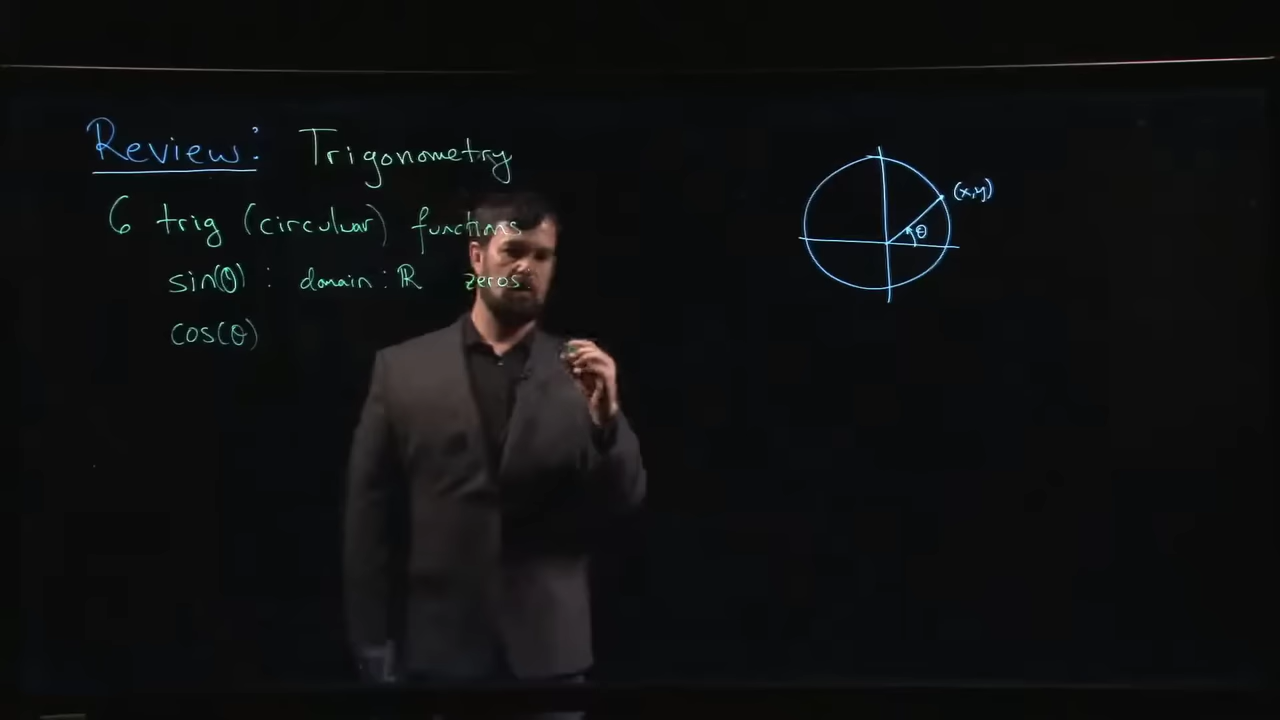 Review: Trigonometry
6 trig (circular) functions
sin(θ) : domain : ℝ zeros:
cos(θ)
(x,y)
θ